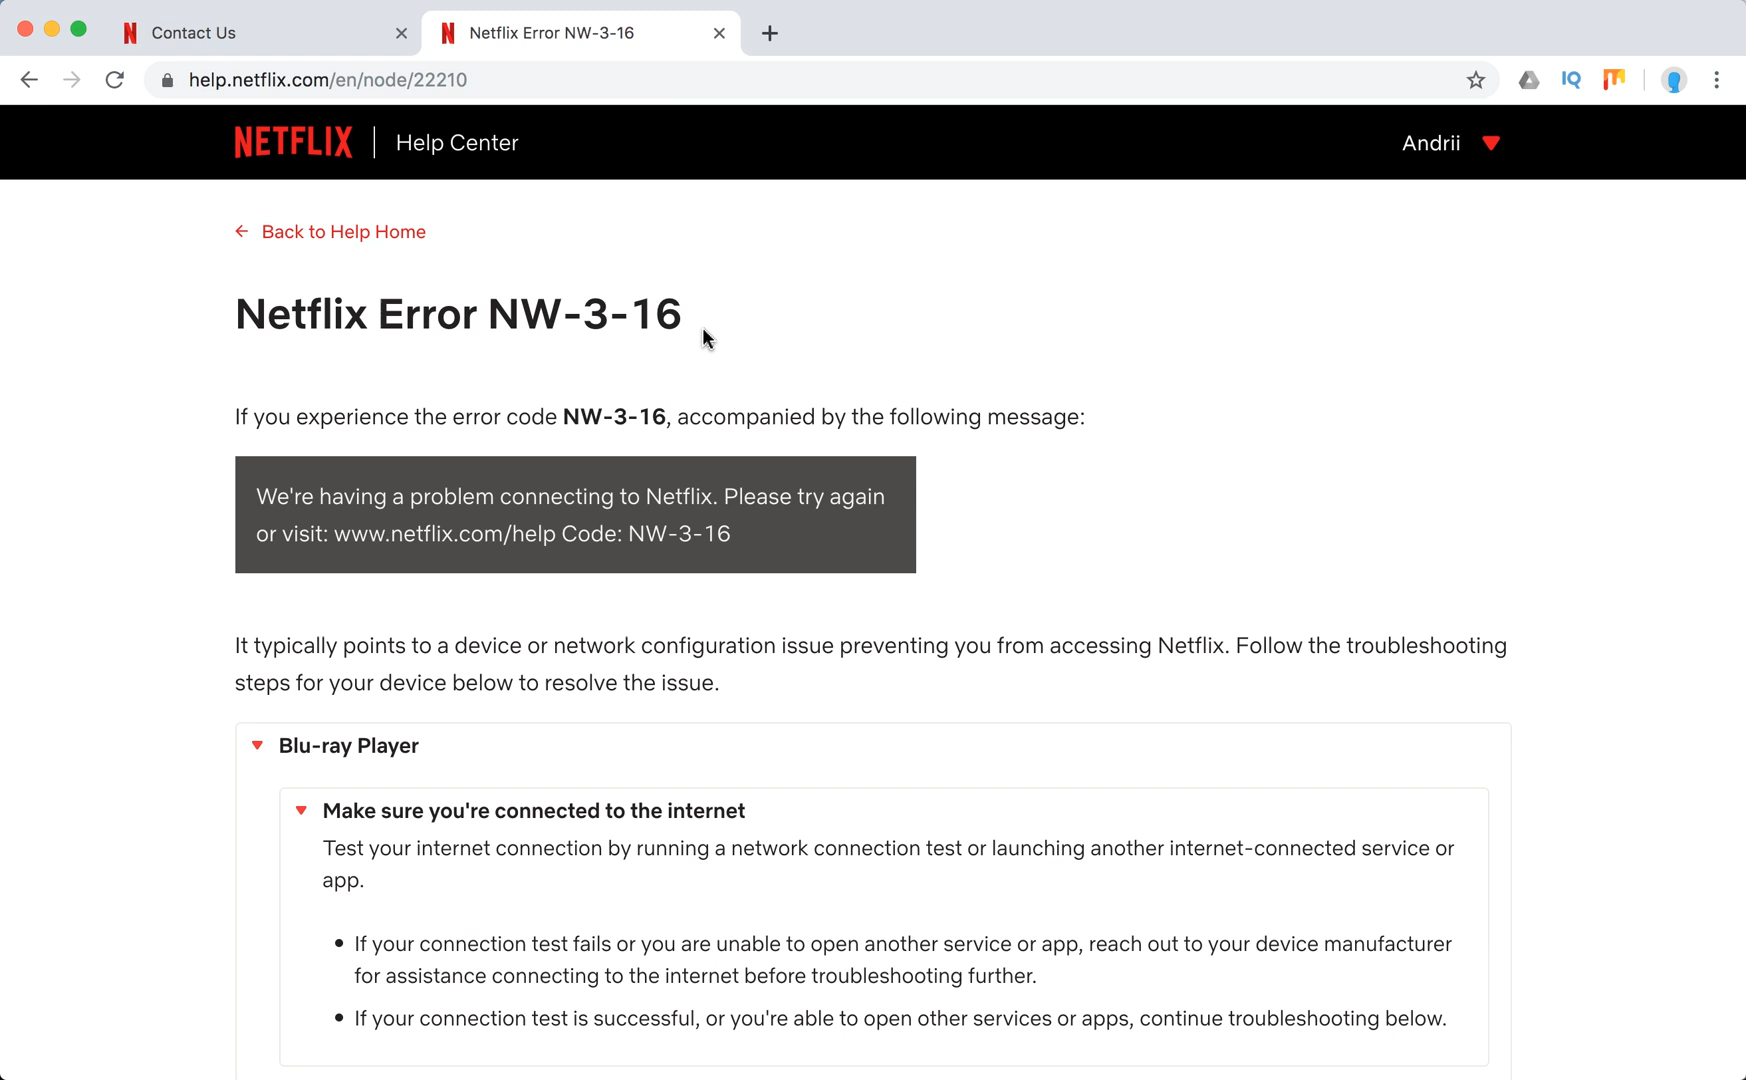 Contact Us
Netflix Error NW-3-16
help.netflix.com/en/node/22210
IQ
NETFLIX
Help Center
Andrii
Back to Help Home
Netflix Error NW-3-16
If you experience the error code NW-3-16, accompanied by the following message:
We're having a problem connecting to Netflix. Please try again
or visit: www.netflix.com/help Code: NW-3-16
It typically points to a device or network configuration issue preventing you from accessing Netflix. Follow the troubleshooting
steps for your device below to resolve the issue.
Blu-ray Player
Make sure you're connected to the internet
Test your internet connection by running a network connection test or launching another internet-connected service or
app.
If your connection test fails or you are unable to open another service or app, reach out to your device manufacturer
for assistance connecting to the internet before troubleshooting further.
If your connection test is successful, or you're able to open other services or apps, continue troubleshooting below.